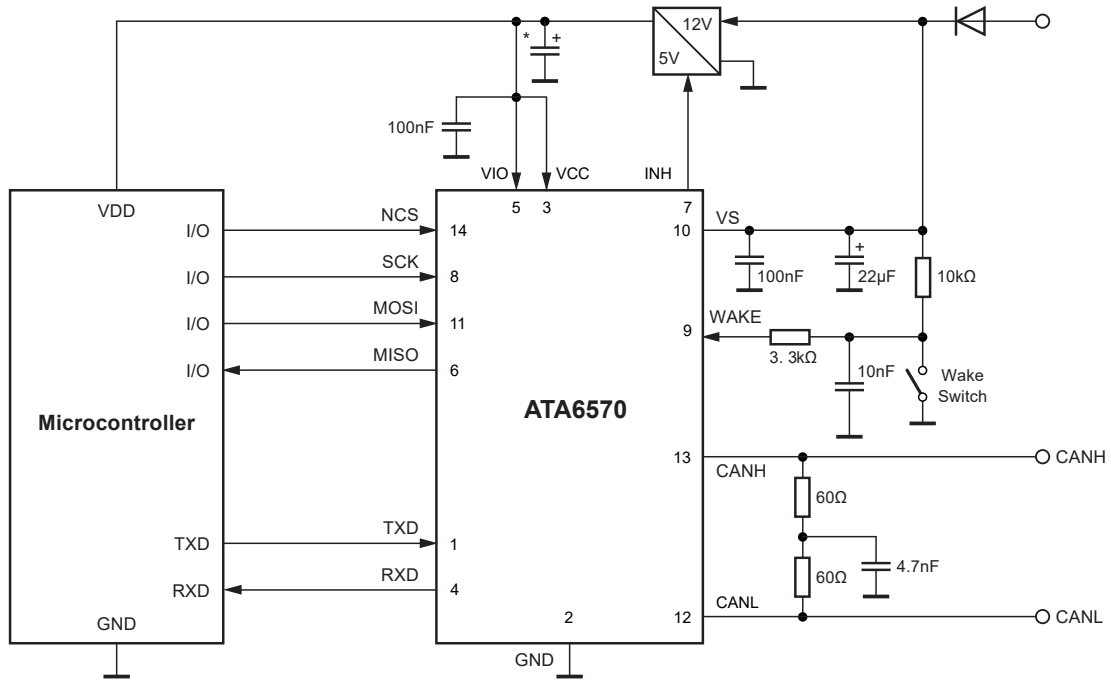 12V
*
+
5V
100nF
VIO
VCC
INH
VDD
5
3
7
NCS
10
VS
I/O
14
+
SCK
100nF
22µF
10kΩ
I/O
8
MOSI
WAKE
I/O
11
9
MISO
3. 3kΩ
I/O
6
10nF
Wake
Switch
Microcontroller
ATA6570
13
CANH
CANH
60Ω
TXD
TXD
1
RXD
4.7nF
60Ω
RXD
4
CANL
GND
2
12
CANL
GND